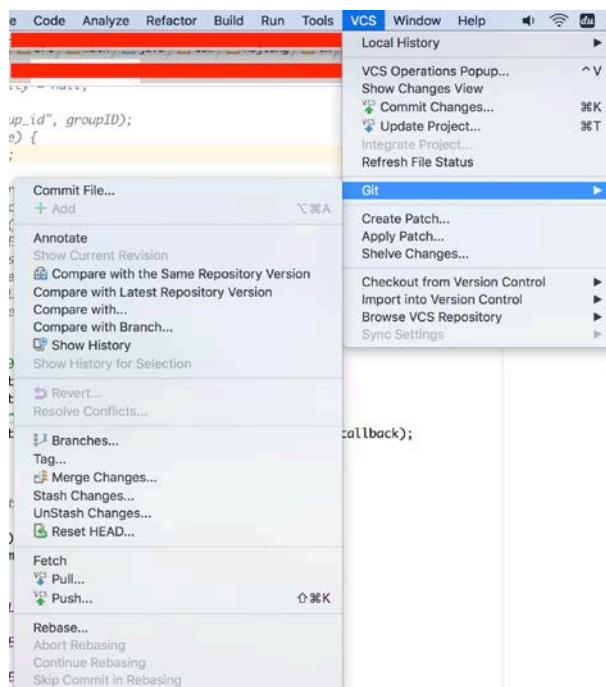 e Code Analyze Refactor Build Run Tools VCS Window Help du
up_id", groupID);
e) {
;
callback);
Local History
VCS Operations Popup... ^V
Show Changes View
Commit Changes... ⌘K
Update Project... ⌘T
Integrate Project...
Refresh File Status
Git
Create Patch...
Apply Patch...
Shelve Changes...
Checkout from Version Control
Import into Version Control
Browse VCS Repository
Sync Settings
Commit File...
+ Add ⌥⌘A
Annotate
Show Current Revision
Compare with the Same Repository Version
Compare with Latest Repository Version
Compare with...
Compare with Branch...
Show History
Show History for Selection
Revert...
Resolve Conflicts...
Branches...
Tag...
Merge Changes...
Stash Changes...
UnStash Changes...
Reset HEAD...
Fetch
Pull...
Push... ⇧⌘K
Rebase...
Abort Rebasing
Continue Rebasing
Skip Commit in Rebasing